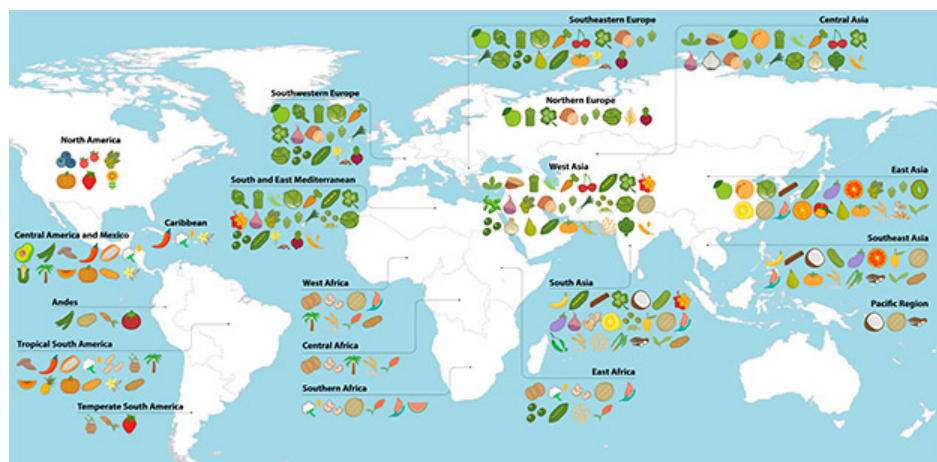 Southeastern Europe
Central Asia
Southwestern Europe
Northern Europe
North America
West Asia
East Asia
South and East Mediterranean
Caribbean
Central America and Mexico
Southeast Asia
West Africa
South Asia
Andes
Pacific Region
Tropical South America
Central Africa
East Africa
Southern Africa
Temperate South America